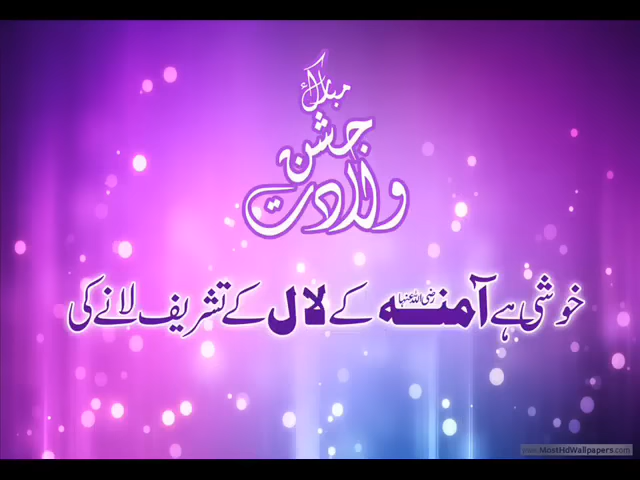 جشن ولادت مبارک
خوشی ہے آمنہ رضی اللہ عنہا کے لال کے تشریف لانے کی
www.MostHdWallpapers.com